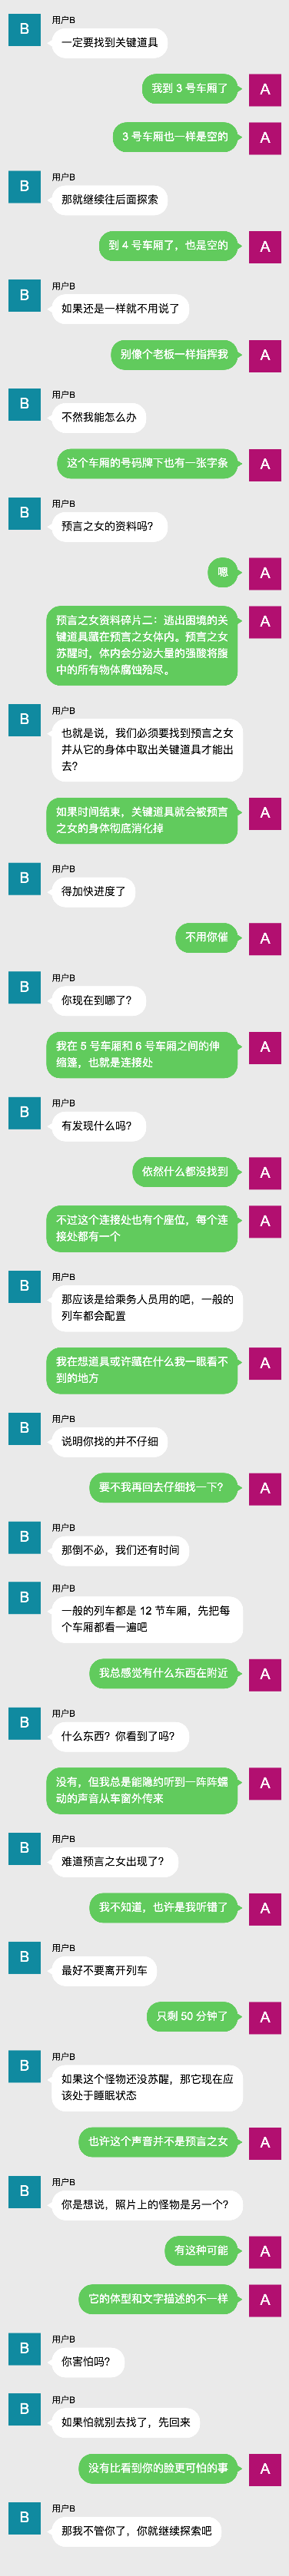 B
用户B
一定要找到关键道具
我到 3 号车厢了
A
3 号车厢也一样是空的
A
B
用户B
那就继续往后面探索
到 4 号车厢了，也是空的
A
B
用户B
如果还是一样就不用说了
别像个老板一样指挥我
A
B
用户B
不然我能怎么办
这个车厢的号码牌下也有一张字条
A
B
用户B
预言之女的资料吗？
嗯
A
预言之女资料碎片二：逃出困境的关
键道具藏在预言之女体内。预言之女
苏醒时，体内会分泌大量的强酸将腹
中的所有物体腐蚀殆尽。
A
B
用户B
也就是说，我们必须要找到预言之女
并从它的身体中取出关键道具才能出
去？
如果时间结束，关键道具就会被预言
之女的身体彻底消化掉
A
B
用户B
得加快进度了
不用你催
A
B
用户B
你现在到哪了？
我在 5 号车厢和 6 号车厢之间的伸
缩篷，也就是连接处
A
B
用户B
有发现什么吗？
依然什么都没找到
A
不过这个连接处也有个座位，每个连
接处都有一个
A
B
用户B
那应该是给乘务人员用的吧，一般的
列车都会配置
我在想道具或许藏在什么我一眼看不
到的地方
A
B
用户B
说明你找的并不仔细
要不我再回去仔细找一下？
A
B
用户B
那倒不必，我们还有时间
B
用户B
一般的列车都是 12 节车厢，先把每
个车厢都看一遍吧
我总感觉有什么东西在附近
A
B
用户B
什么东西？你看到了吗？
没有，但我总是能隐约听到一阵阵蠕
动的声音从车窗外传来
A
B
用户B
难道预言之女出现了？
我不知道，也许是我听错了
A
B
用户B
最好不要离开列车
只剩 50 分钟了
A
B
用户B
如果这个怪物还没苏醒，那它现在应
该处于睡眠状态
也许这个声音并不是预言之女
A
B
用户B
你是想说，照片上的怪物是另一个？
有这种可能
A
它的体型和文字描述的不一样
A
B
用户B
你害怕吗？
B
用户B
如果怕就别去找了，先回来
没有比看到你的脸更可怕的事
A
B
用户B
那我不管你了，你就继续探索吧